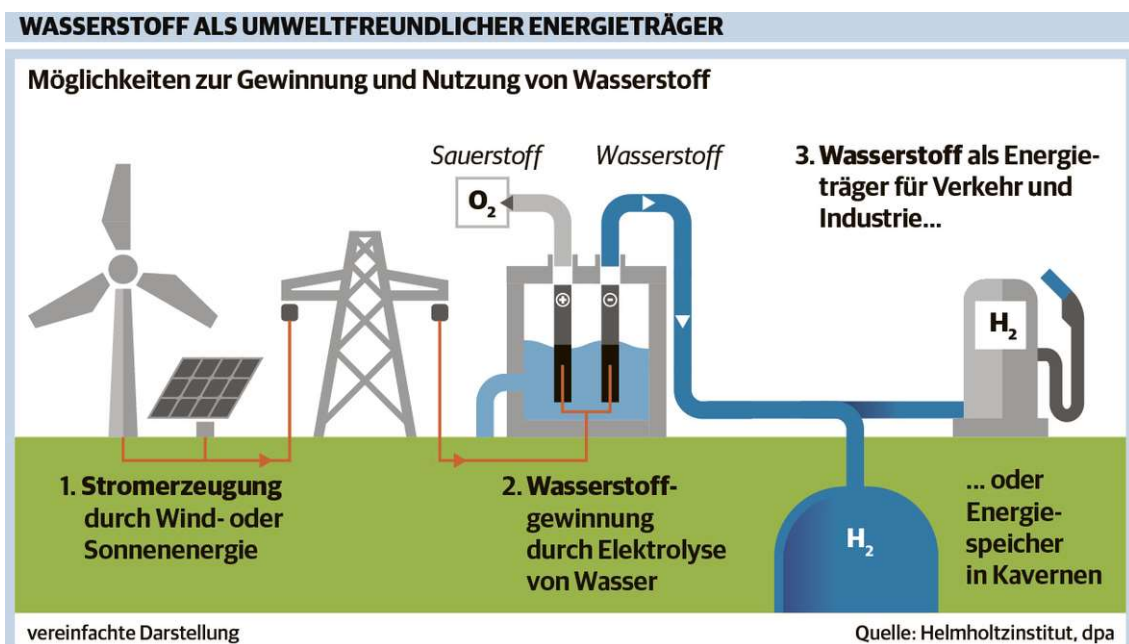 WASSERSTOFF ALS UMWELTFREUNDLICHER ENERGIETRÄGER
Möglichkeiten zur Gewinnung und Nutzung von Wasserstoff
Sauerstoff
Wasserstoff
O₂
+
−
3. Wasserstoff als Energie-
träger für Verkehr und
Industrie...
H₂
1. Stromerzeugung
durch Wind- oder
Sonnenenergie
2. Wasserstoff-
gewinnung
durch Elektrolyse
von Wasser
H₂
... oder
Energie-
speicher
in Kavernen
vereinfachte Darstellung
Quelle: Helmholtzinstitut, dpa